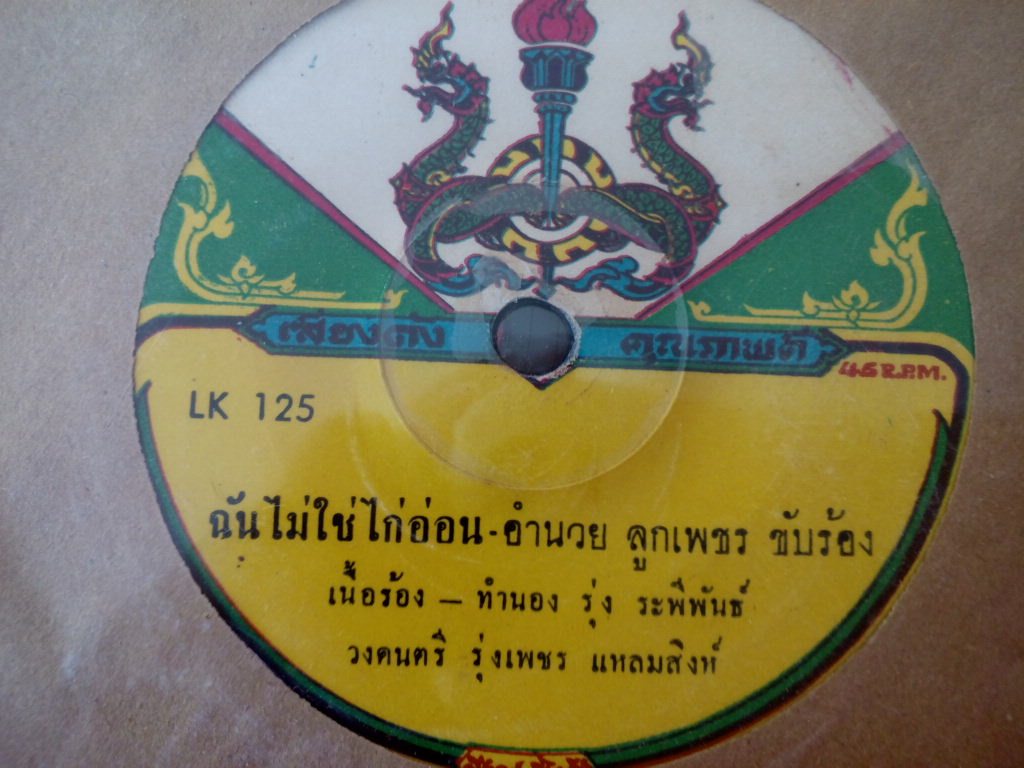 เสียงดัง คุณภาพดี
45 R.P.M.
LK 125
ฉันไม่ใช่ไก่อ่อน - อำนวย ลูกเพชร ขับร้อง
เนื้อร้อง – ทำนอง รุ่ง ระพีพันธ์
วงดนตรี รุ่งเพชร แหลมสิงห์